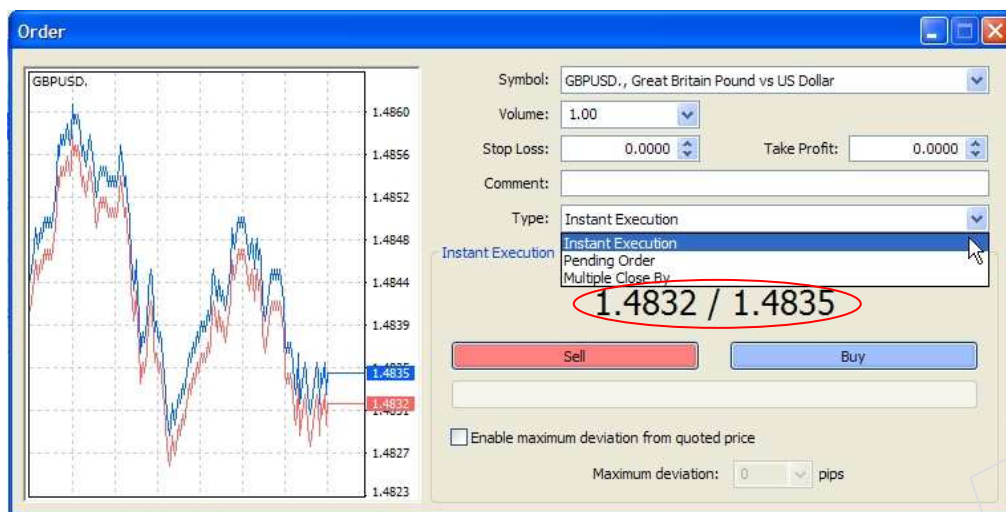 Order
GBPUSD.
1.4860
1.4856
1.4852
1.4848
1.4844
1.4839
1.4835
1.4832
1.4827
1.4823
Symbol: GBPUSD., Great Britain Pound vs US Dollar
Volume: 1.00
Stop Loss: 0.0000 Take Profit: 0.0000
Comment:
Type: Instant Execution
Instant Execution
Instant Execution
Pending Order
Multiple Close By
1.4832 / 1.4835
Sell Buy
Enable maximum deviation from quoted price
Maximum deviation: 0 pips